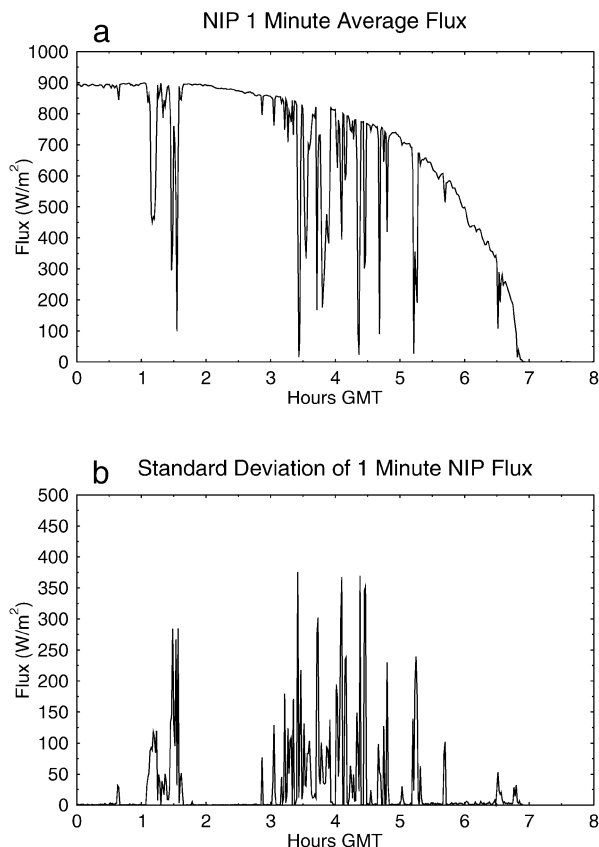 a
NIP 1 Minute Average Flux
1000
900
800
700
600
500
400
300
200
100
0
Flux (W/m²)
0 1 2 3 4 5 6 7 8
Hours GMT
b
Standard Deviation of 1 Minute NIP Flux
500
450
400
350
300
250
200
150
100
50
0
Flux (W/m²)
0 1 2 3 4 5 6 7 8
Hours GMT